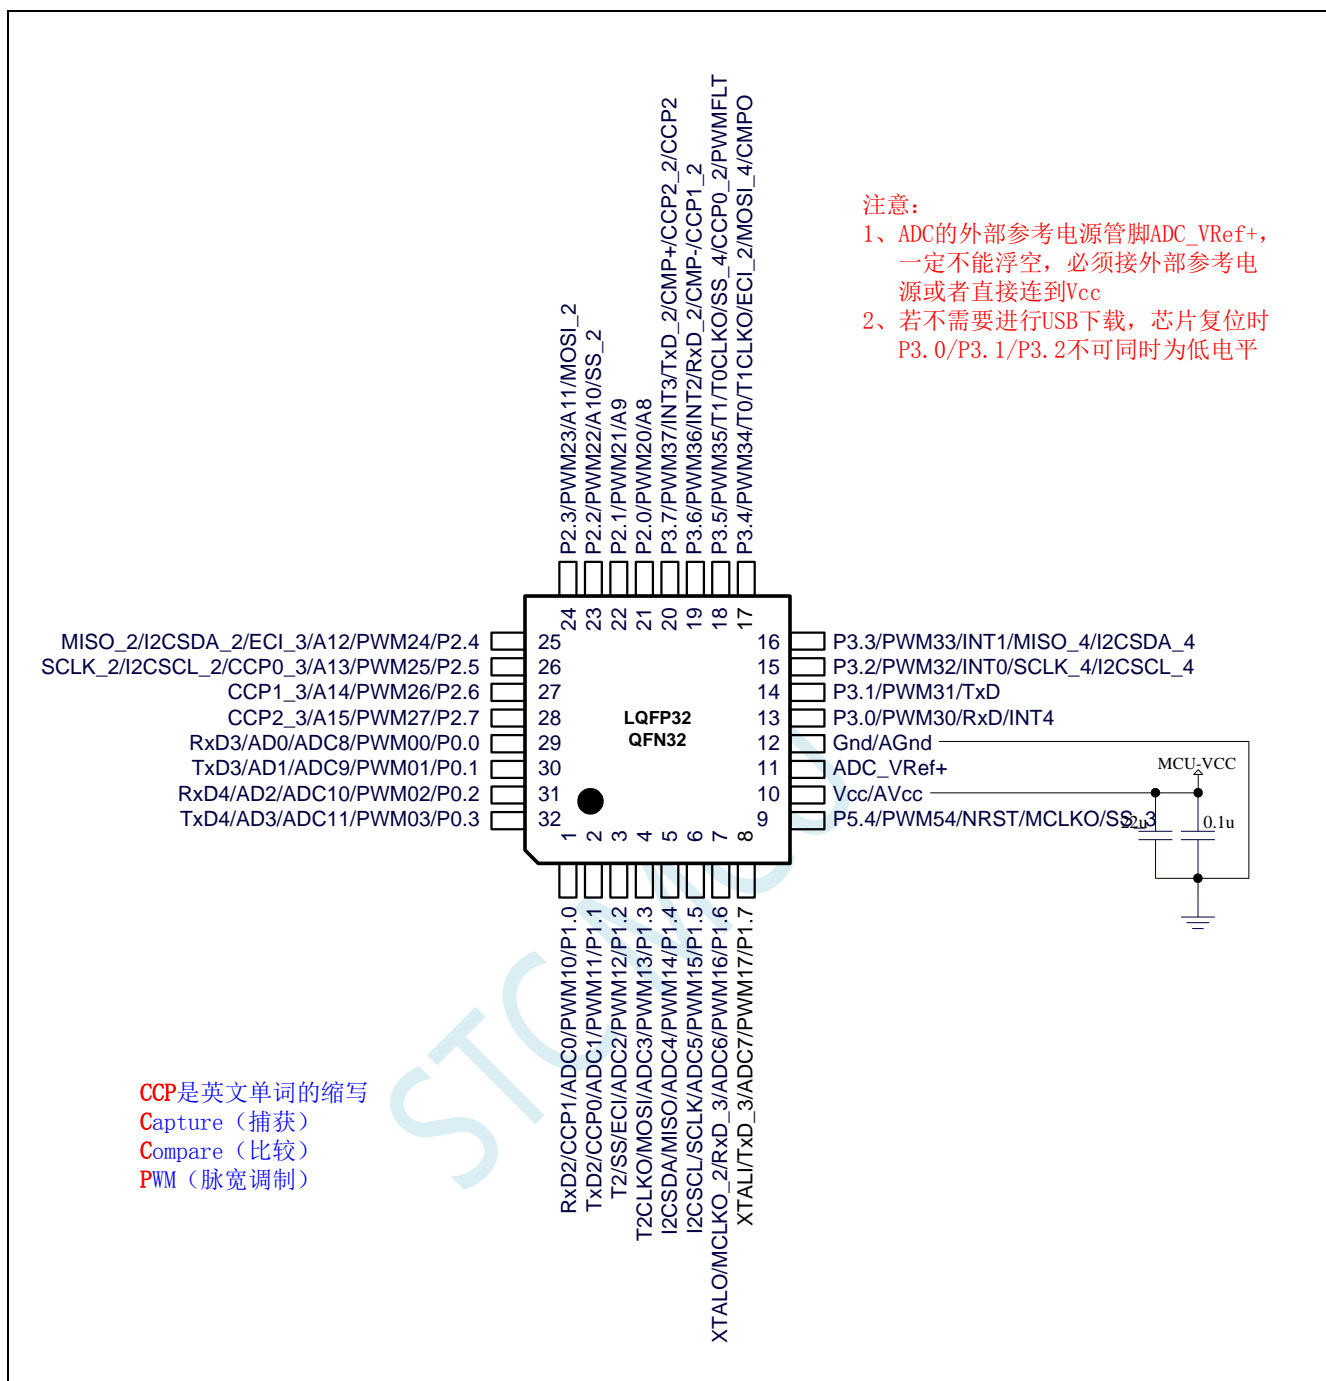 P2.3/PWM23/A11/MOSI_2
P2.2/PWM22/A10/SS_2
P2.1/PWM21/A9
P2.0/PWM20/A8
P3.7/PWM37/INT3/TxD_2/CMP+/CCP2_2/CCP2
P3.6/PWM36/INT2/RxD_2/CMP-/CCP1_2
P3.5/PWM35/T1/T0CLKO/SS_4/CCP0_2/PWMFLT
P3.4/PWM34/T0/T1CLKO/ECI_2/MOSI_4/CMPO
注意:
1、ADC的外部参考电源管脚ADC_VRef+,
一定不能浮空, 必须接外部参考电
源或者直接连到Vcc
2、若不需要进行USB下载, 芯片复位时
P3.0/P3.1/P3.2不可同时为低电平
24 23 22 21 20 19 18 17
MISO_2/I2CSDA_2/ECI_3/A12/PWM24/P2.4 25
SCLK_2/I2CSCL_2/CCP0_3/A13/PWM25/P2.5 26
CCP1_3/A14/PWM26/P2.6 27
CCP2_3/A15/PWM27/P2.7 28
RxD3/AD0/ADC8/PWM00/P0.0 29
TxD3/AD1/ADC9/PWM01/P0.1 30
RxD4/AD2/ADC10/PWM02/P0.2 31
TxD4/AD3/ADC11/PWM03/P0.3 32
LQFP32
QFN32
16 P3.3/PWM33/INT1/MISO_4/I2CSDA_4
15 P3.2/PWM32/INT0/SCLK_4/I2CSCL_4
14 P3.1/PWM31/TxD
13 P3.0/PWM30/RxD/INT4
12 Gnd/AGnd
11 ADC_VRef+
10 Vcc/AVcc
9 P5.4/PWM54/NRST/MCLKO/SS_3
MCU-VCC
22u
0.1u
1 2 3 4 5 6 7 8
RxD2/CCP1/ADC0/PWM10/P1.0
TxD2/CCP0/ADC1/PWM11/P1.1
T2/SS/ECI/ADC2/PWM12/P1.2
T2CLKO/MOSI/ADC3/PWM13/P1.3
I2CSDA/MISO/ADC4/PWM14/P1.4
I2CSCL/SCLK/ADC5/PWM15/P1.5
XTALO/MCLKO_2/RxD_3/ADC6/PWM16/P1.6
XTALI/TxD_3/ADC7/PWM17/P1.7
STC MCU
CCP是英文单词的缩写
Capture（捕获）
Compare（比较）
PWM（脉宽调制）